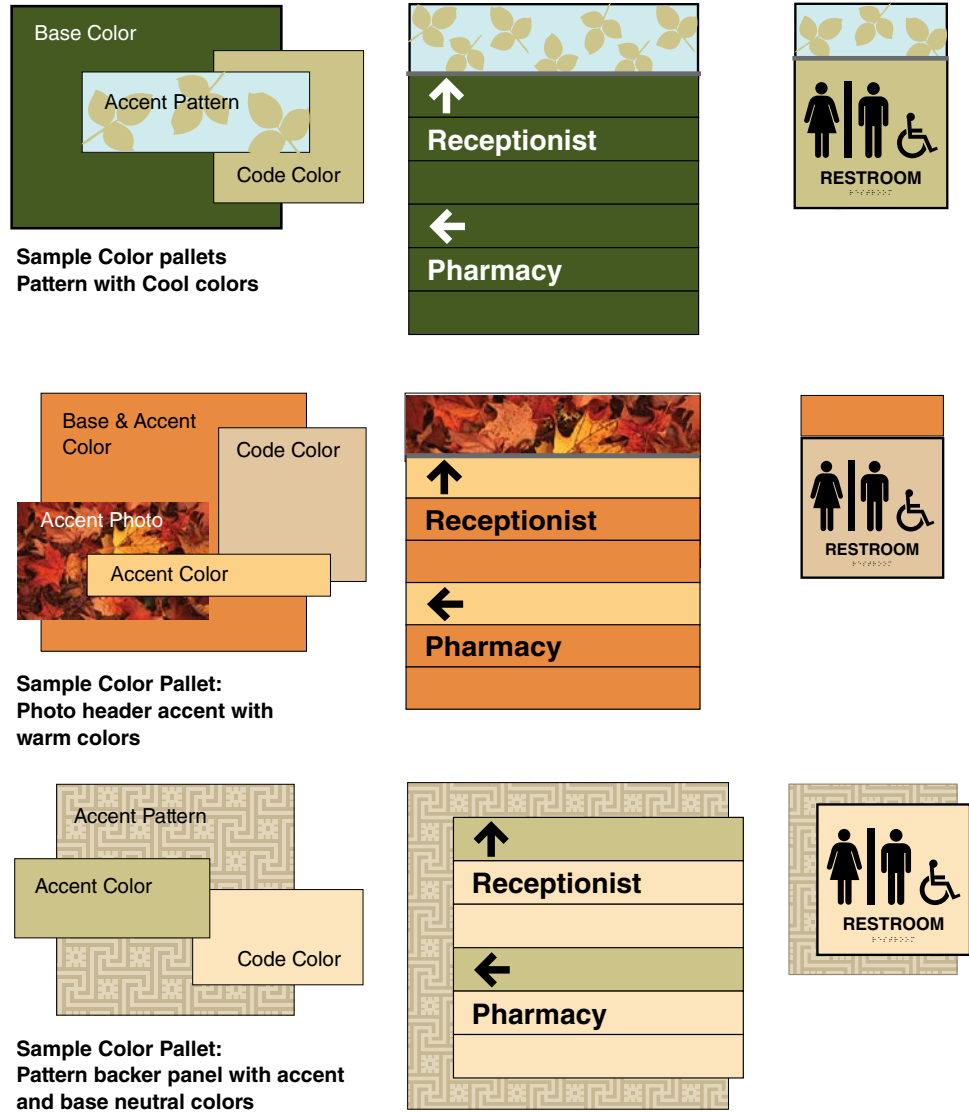 Base Color
Accent Pattern
Code Color
Sample Color pallets
Pattern with Cool colors
Receptionist
Pharmacy
RESTROOM
Base & Accent
Color
Code Color
Accent Photo
Accent Color
Sample Color Pallet:
Photo header accent with
warm colors
Receptionist
Pharmacy
RESTROOM
Accent Pattern
Accent Color
Code Color
Sample Color Pallet:
Pattern backer panel with accent
and base neutral colors
Receptionist
Pharmacy
RESTROOM